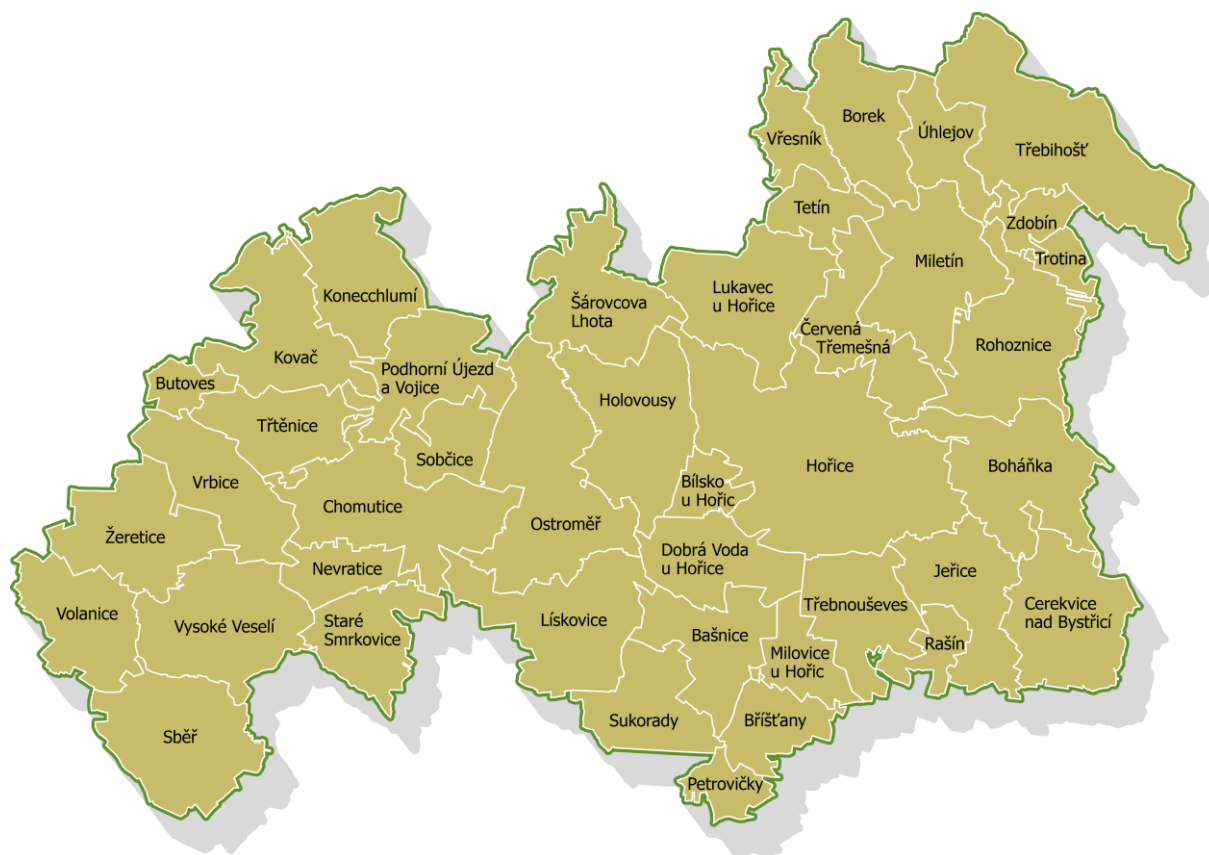 Borek
Úhlejov
Vřesník
Třebihošť
Tetín
Zdobín
Trotina
Miletín
Lukavec
u Hořice
Konecchlumí
Šárovcova
Lhota
Červená
Třemešná
Rohoznice
Kovač
Podhorní Újezd
a Vojice
Butoves
Holovousy
Třtěnice
Sobčice
Hořice
Boháňka
Vrbice
Bílsko
u Hořic
Chomutice
Ostroměř
Žeretice
Dobrá Voda
u Hořice
Nevratice
Jeřice
Volanice
Třebnouševes
Cerekvice
nad Bystřicí
Vysoké Veselí
Staré
Smrkovice
Lískovice
Bašnice
Rašín
Milovice
u Hořic
Sukorady
Bříšťany
Sběř
Petrovičky